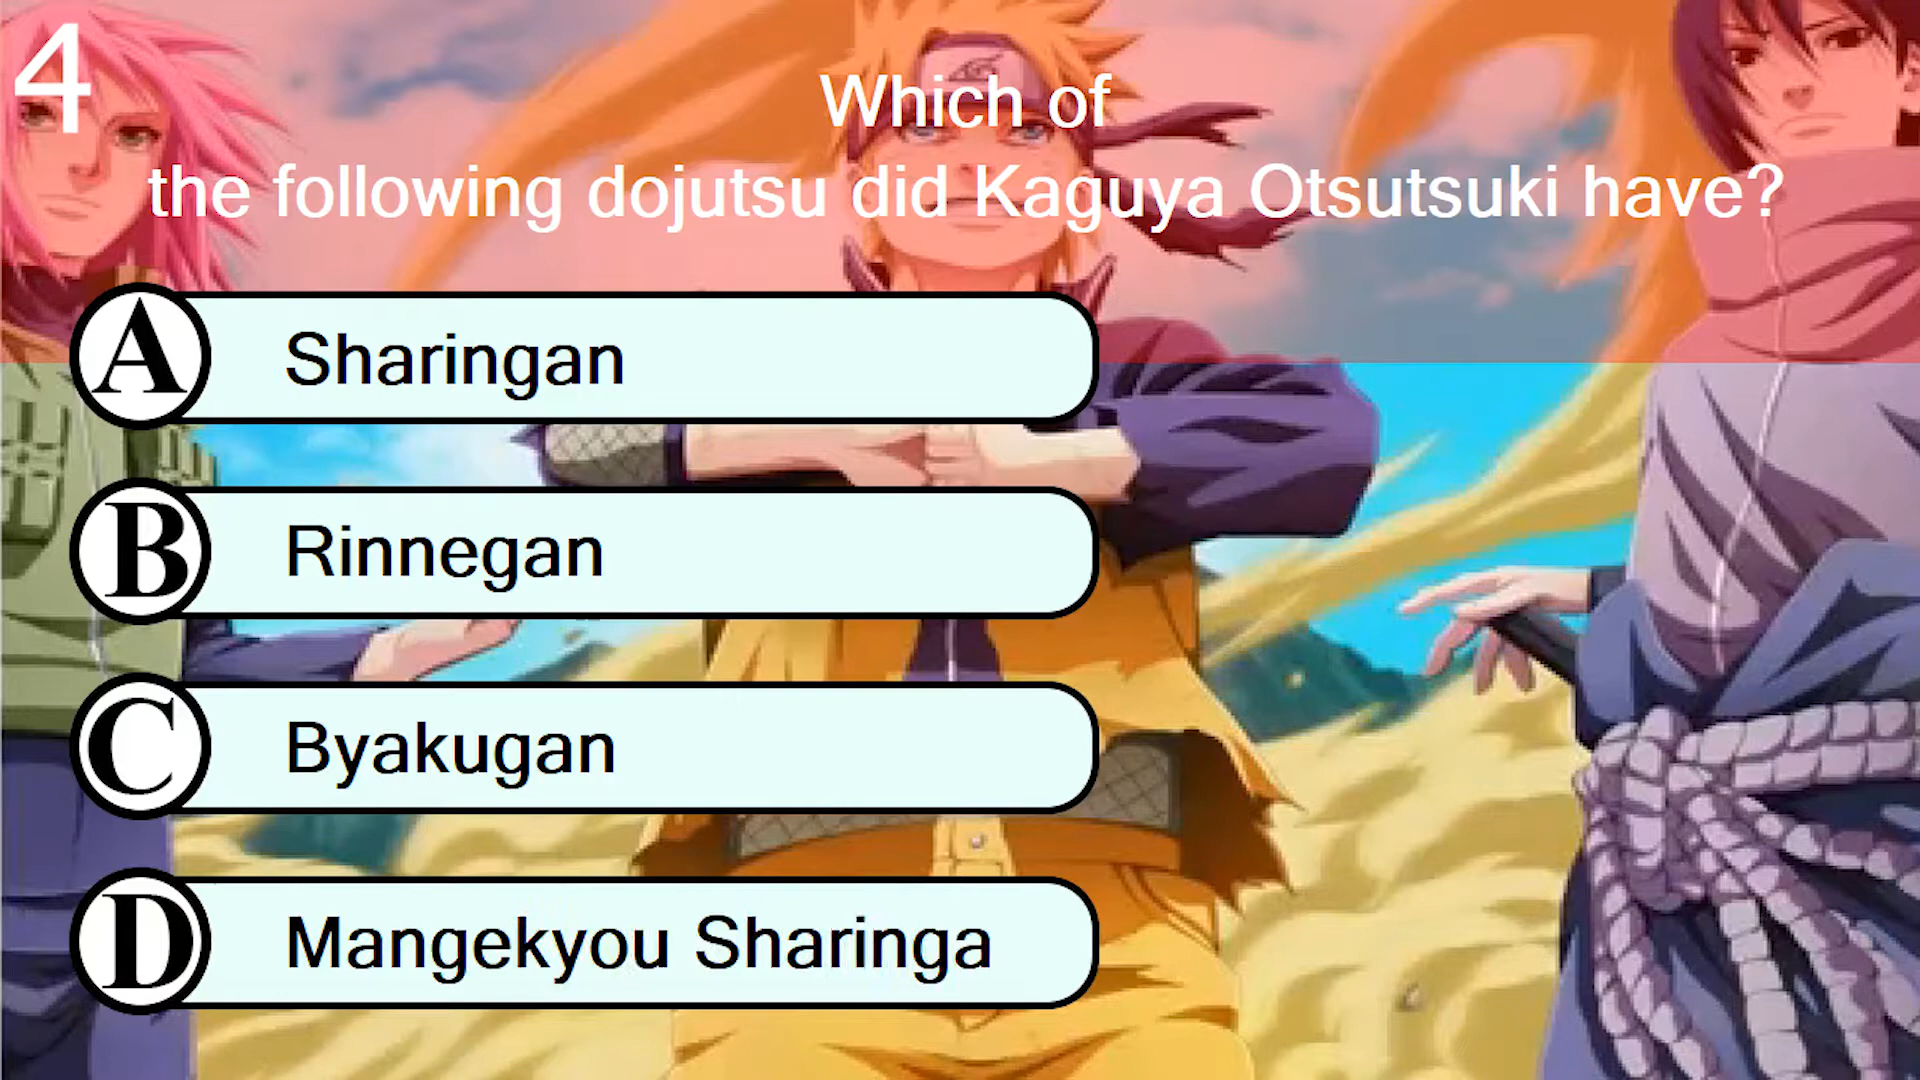 4
Which of
the following dojutsu did Kaguya Otsutsuki have?
A Sharingan
B Rinnegan
C Byakugan
D Mangekyou Sharinga